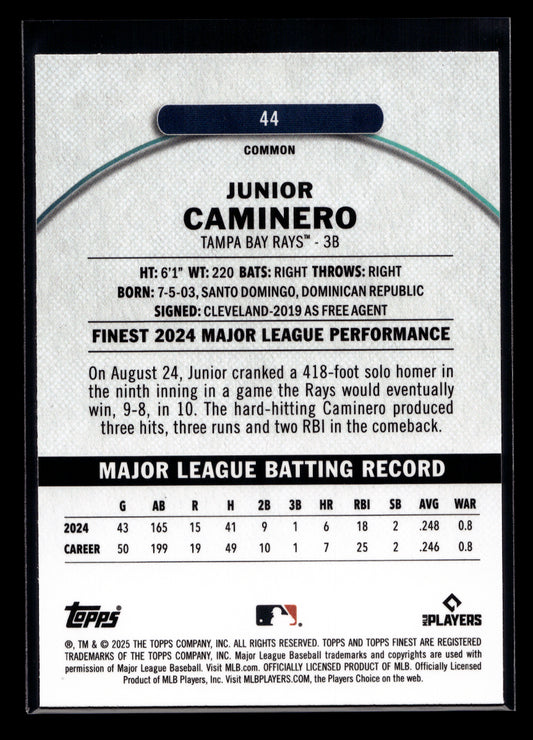 44
COMMON
JUNIOR
CAMINERO
TAMPA BAY RAYS™ - 3B
HT: 6'1" WT: 220 BATS: RIGHT THROWS: RIGHT
BORN: 7-5-03, SANTO DOMINGO, DOMINICAN REPUBLIC
SIGNED: CLEVELAND-2019 AS FREE AGENT
FINEST 2024 MAJOR LEAGUE PERFORMANCE
On August 24, Junior cranked a 418-foot solo homer in
the ninth inning in a game the Rays would eventually
win, 9-8, in 10. The hard-hitting Caminero produced
three hits, three runs and two RBI in the comeback.
MAJOR LEAGUE BATTING RECORD
G AB R H 2B 3B HR RBI SB AVG WAR
2024 43 165 15 41 9 1 6 18 2 .248 0.8
CAREER 50 199 19 49 10 1 7 25 2 .246 0.8
topps
MLB PLAYERS
®, TM & © 2025 THE TOPPS COMPANY, INC. ALL RIGHTS RESERVED. TOPPS AND TOPPS FINEST ARE REGISTERED
TRADEMARKS OF THE TOPPS COMPANY, INC. Major League Baseball trademarks and copyrights are used with
permission of Major League Baseball. Visit MLB.com. OFFICIALLY LICENSED PRODUCT OF MLB. Officially Licensed
Product of MLB Players, Inc. Visit MLBPLAYERS.COM, the Players Choice on the web.